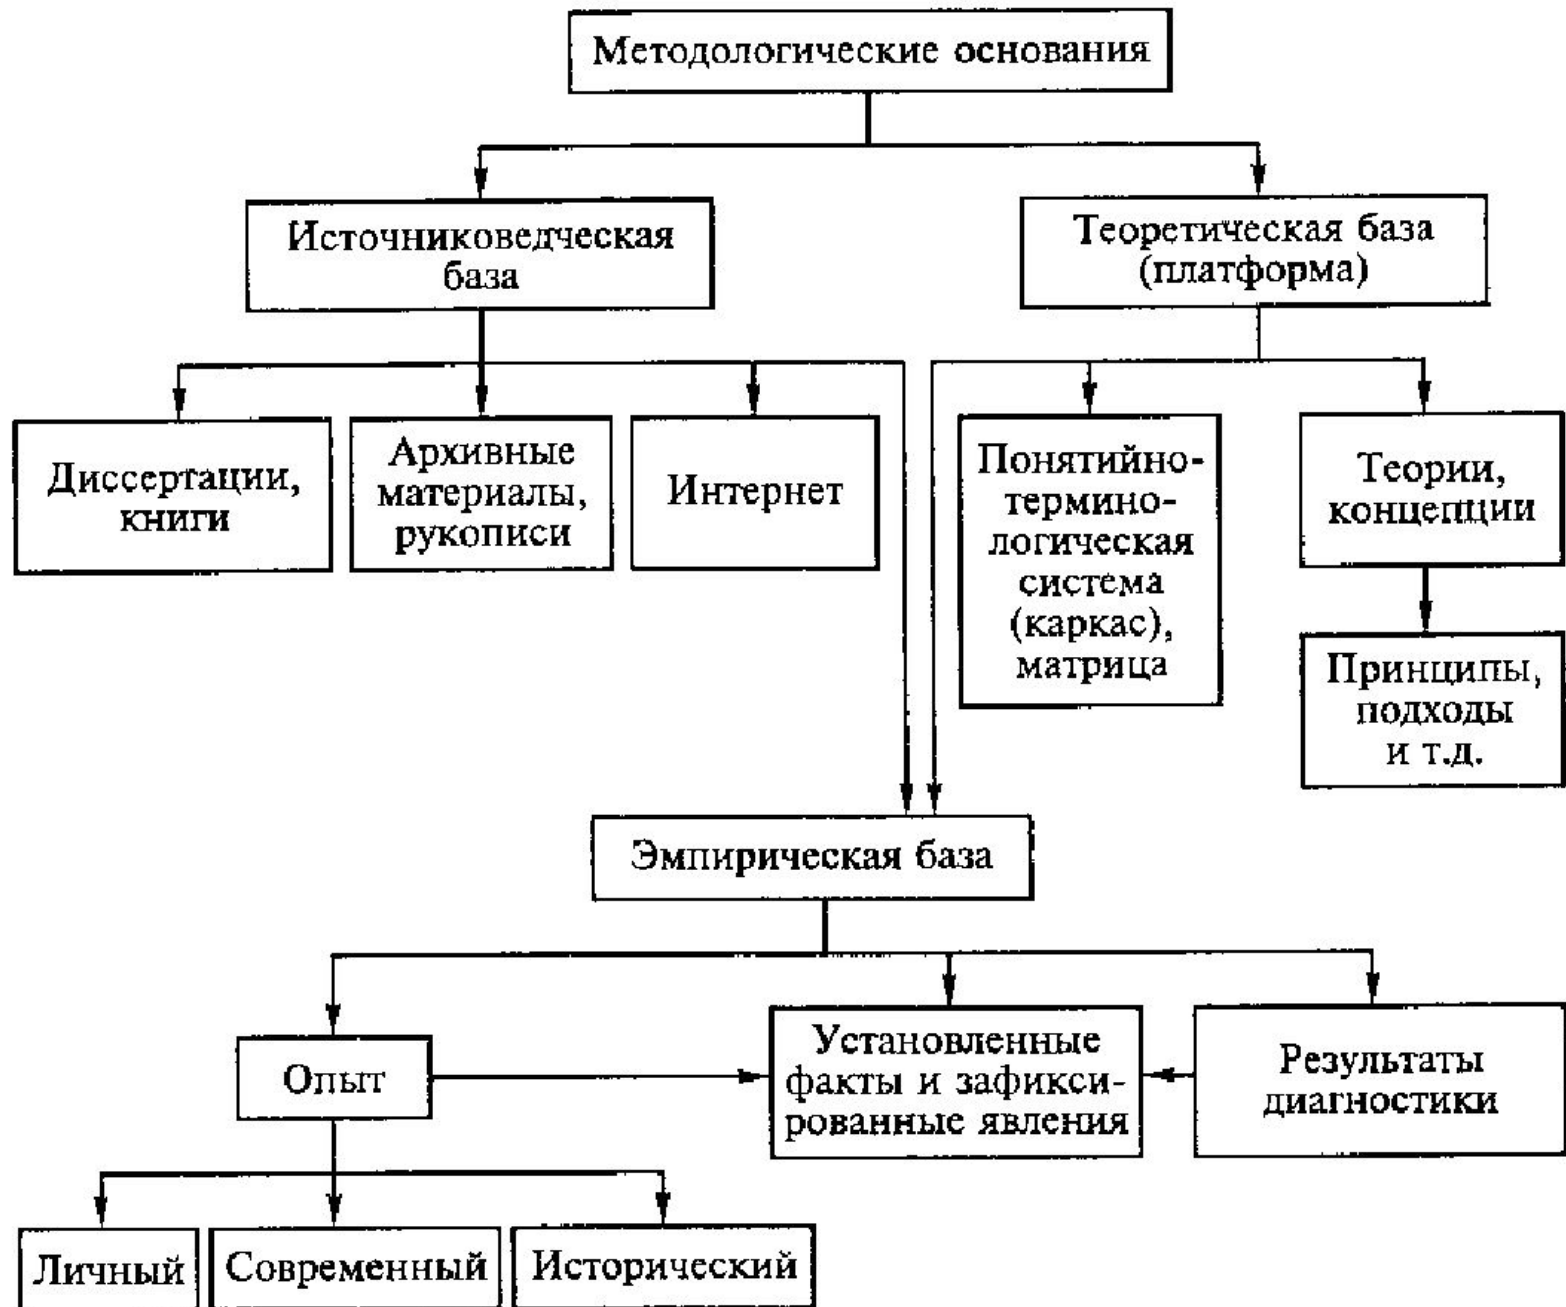 Методологические основания
Источниковедческая
база
Теоретическая база
(платформа)
Диссертации,
книги
Архивные
материалы,
рукописи
Интернет
Понятийно-
термино-
логическая
система
(каркас),
матрица
Теории,
концепции
Принципы,
подходы
и т.д.
Эмпирическая база
Опыт
Установленные
факты и зафикси-
рованные явления
Результаты
диагностики
Личный
Современный
Исторический